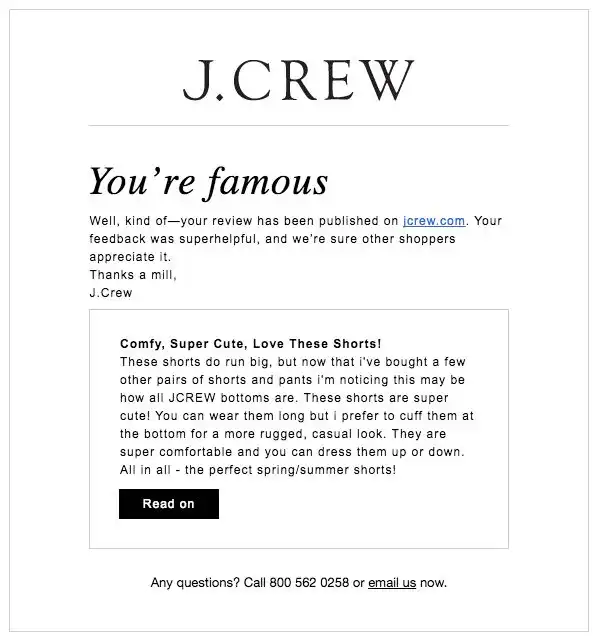 J.CREW
You're famous
Well, kind of—your review has been published on jcrew.com. Your
feedback was superhelpful, and we're sure other shoppers
appreciate it.
Thanks a mill,
J.Crew
Comfy, Super Cute, Love These Shorts!
These shorts do run big, but now that i've bought a few
other pairs of shorts and pants i'm noticing this may be
how all JCREW bottoms are. These shorts are super
cute! You can wear them long but i prefer to cuff them at
the bottom for a more rugged, casual look. They are
super comfortable and you can dress them up or down.
All in all - the perfect spring/summer shorts!
Read on
Any questions? Call 800 562 0258 or email us now.